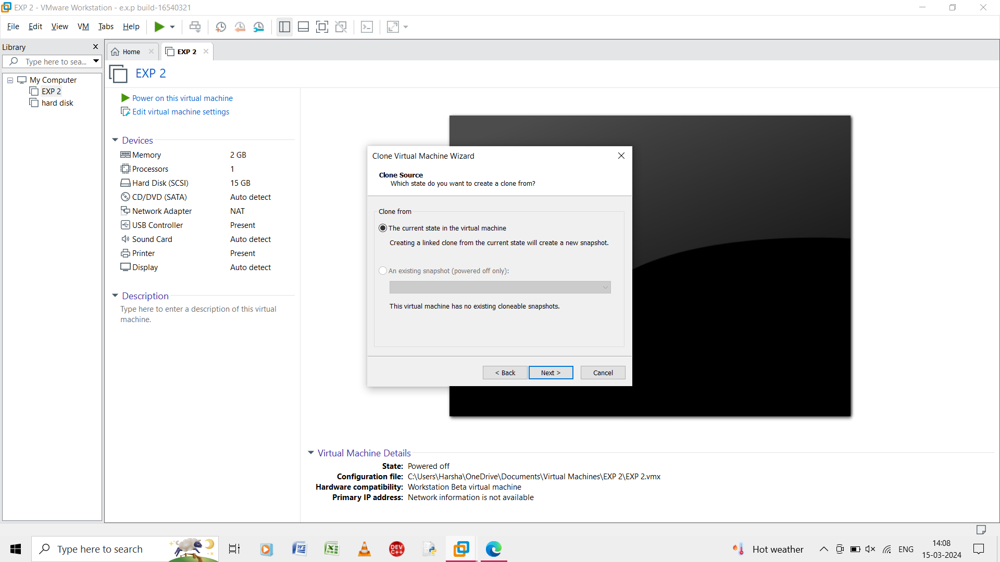 EXP 2 - VMware Workstation - e.x.p build-16540321
File Edit View VM Tabs Help
Library
Type here to sea...
My Computer
EXP 2
hard disk
Home
EXP 2
EXP 2
Power on this virtual machine
Edit virtual machine settings
Devices
Memory 2 GB
Processors 1
Hard Disk (SCSI) 15 GB
CD/DVD (SATA) Auto detect
Network Adapter NAT
USB Controller Present
Sound Card Auto detect
Printer Present
Display Auto detect
Description
Type here to enter a description of this virtual
machine.
Clone Virtual Machine Wizard
Clone Source
Which state do you want to create a clone from?
Clone from
The current state in the virtual machine
Creating a linked clone from the current state will create a new snapshot.
An existing snapshot (powered off only):
This virtual machine has no existing cloneable snapshots.
< Back Next > Cancel
Virtual Machine Details
State: Powered off
Configuration file: C:\Users\Harsha\OneDrive\Documents\Virtual Machines\EXP 2\EXP 2.vmx
Hardware compatibility: Workstation Beta virtual machine
Primary IP address: Network information is not available
Type here to search
DEV
C++
Hot weather
ENG
14:08
15-03-2024